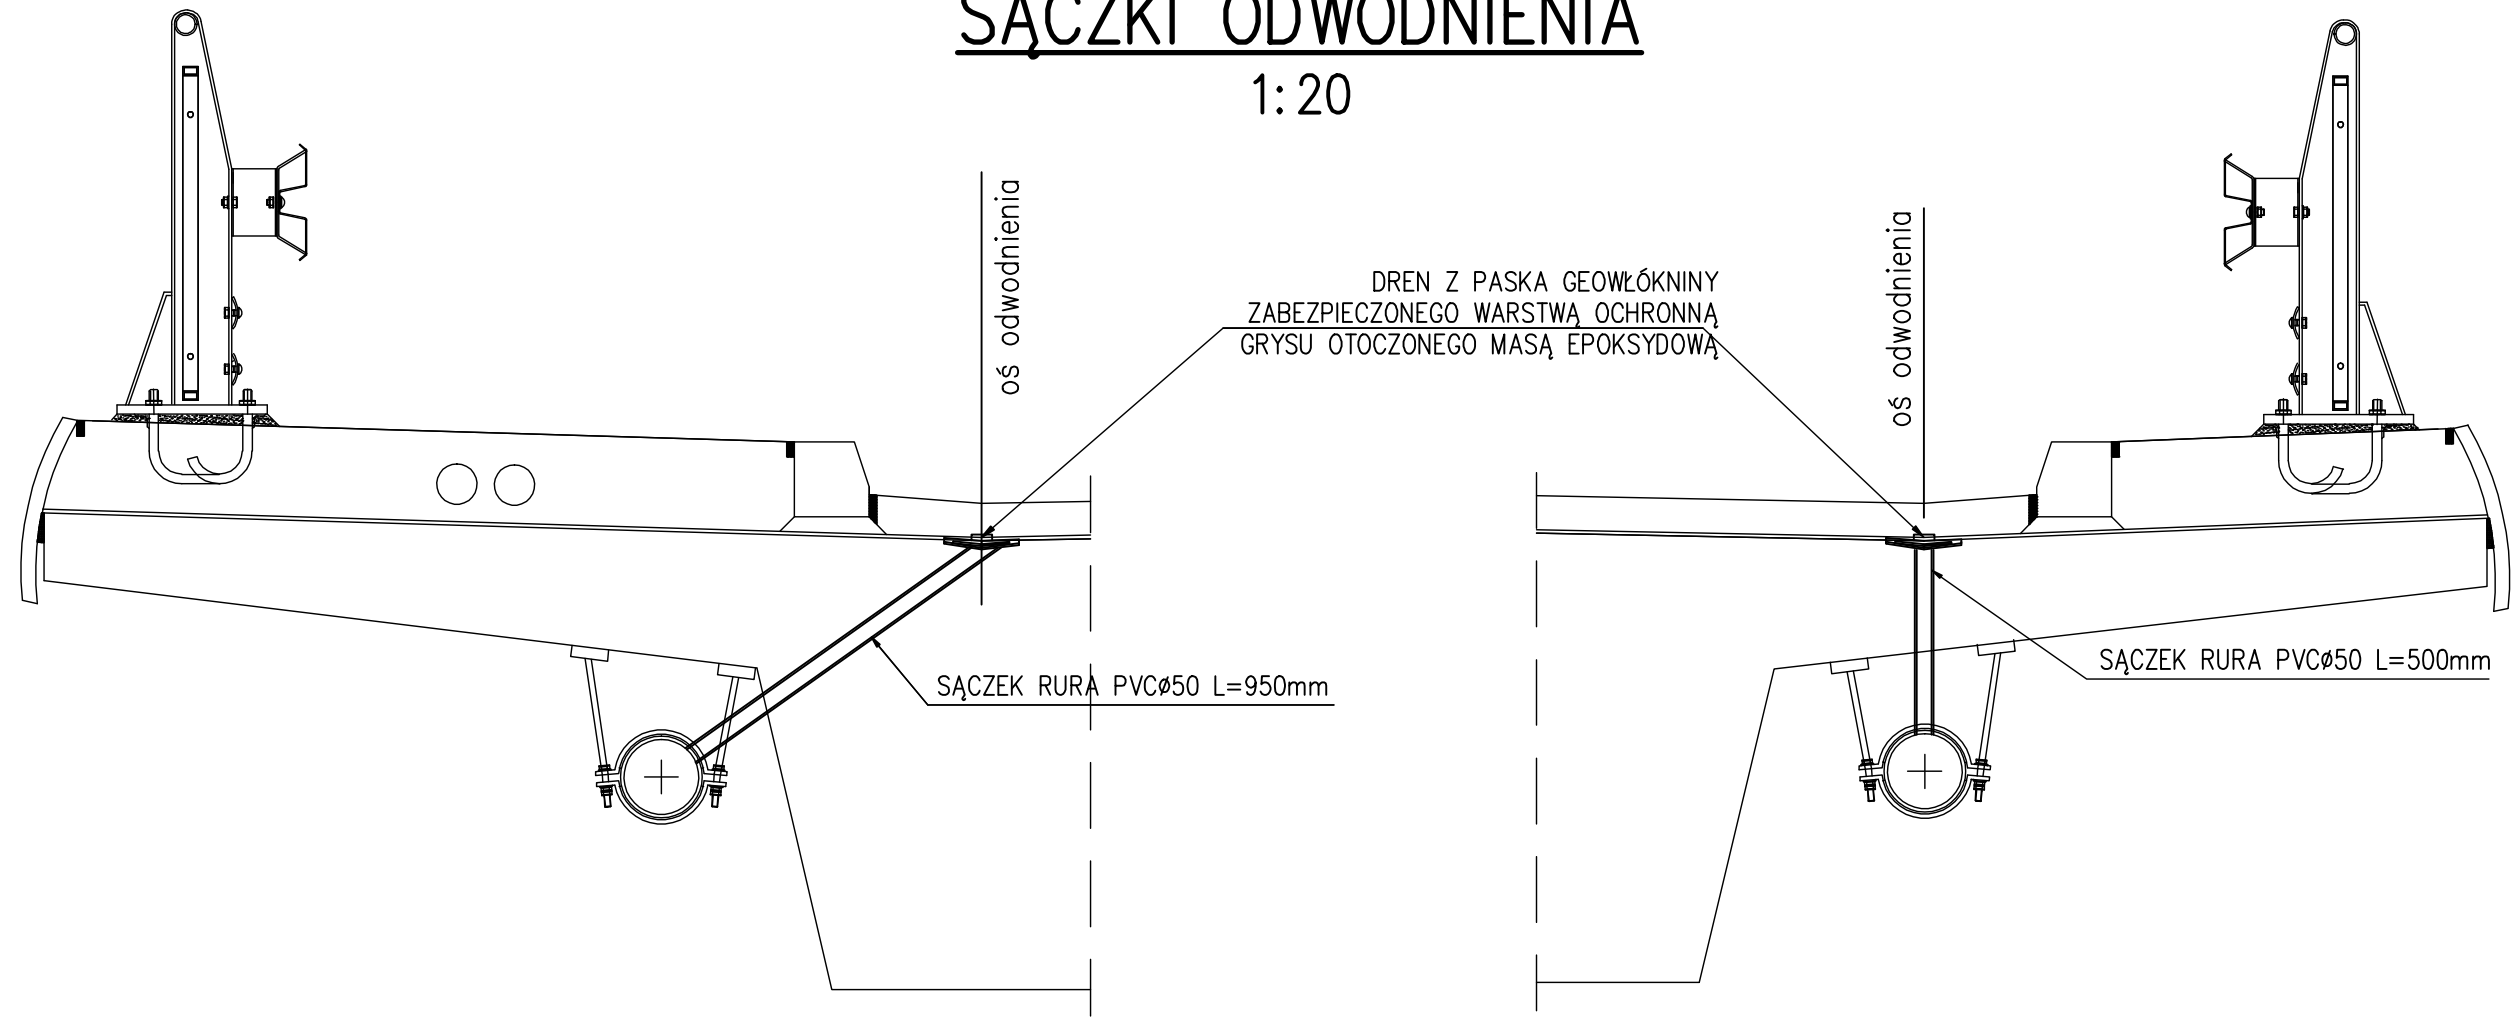 SĄCZKI ODWODNIENIA
1:20
oś odwodnienia
oś odwodnienia
DREN Z PASKA GEOWŁÓKNINY
ZABEZPIECZONEGO WARSTWĄ OCHRONNĄ
GRYSU OTOCZONEGO MASĄ EPOKSYDOWĄ
SĄCZEK RURA PVCø50 L=950mm
SĄCZEK RURA PVCø50 L=500mm